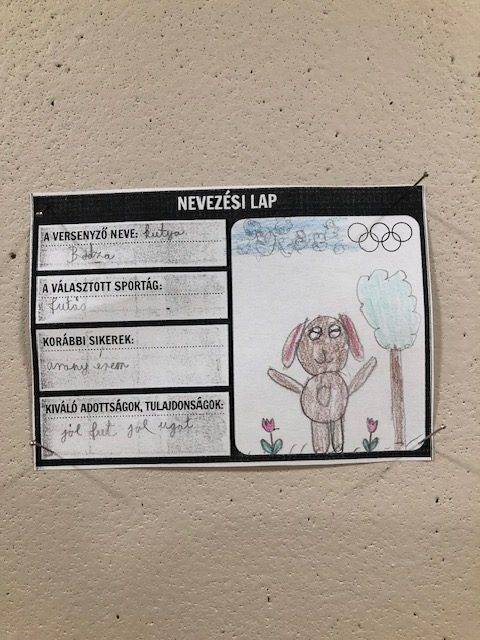 NEVEZÉSI LAP
A VERSENYZŐ NEVE: kutya
Bodza
A VÁLASZTOTT SPORTÁG:
futás
KORÁBBI SIKEREK:
arany érem
KIVÁLÓ ADOTTSÁGOK, TULAJDONSÁGOK:
jól fut jól ugat